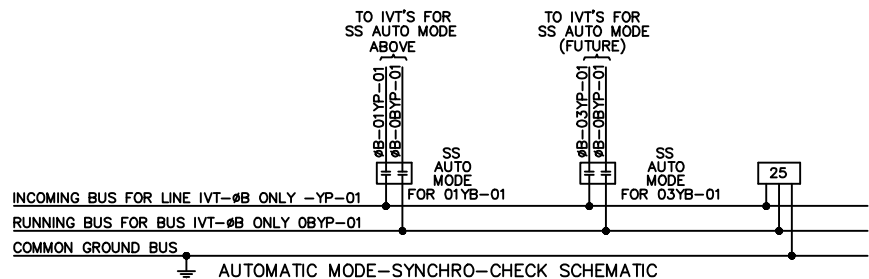 TO IVT'S FOR
SS AUTO MODE
ABOVE
TO IVT'S FOR
SS AUTO MODE
(FUTURE)
ØB-01YP-01
ØB-0BYP-01
ØB-03YP-01
ØB-0BYP-01
SS
AUTO
MODE
FOR 01YB-01
SS
AUTO
MODE
FOR 03YB-01
25
INCOMING BUS FOR LINE IVT-ØB ONLY -YP-01
RUNNING BUS FOR BUS IVT-ØB ONLY 0BYP-01
COMMON GROUND BUS
AUTOMATIC MODE-SYNCHRO-CHECK SCHEMATIC